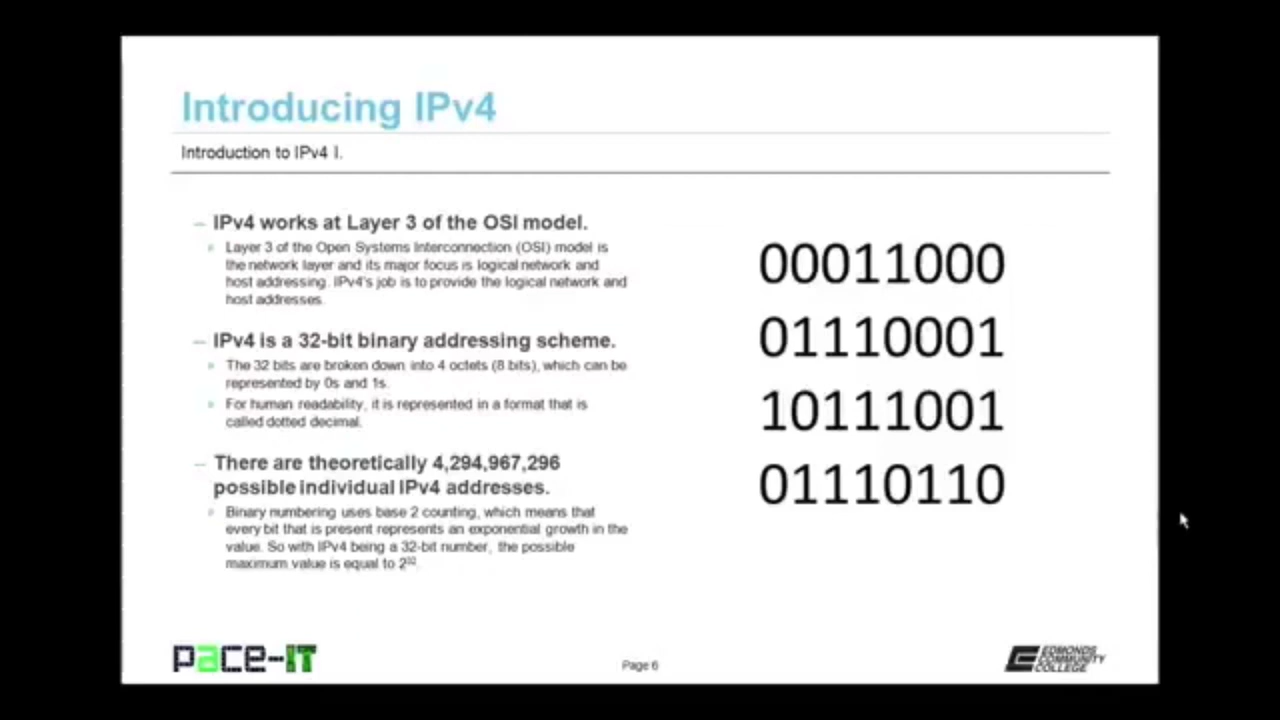 Introducing IPv4
Introduction to IPv4 I.
– IPv4 works at Layer 3 of the OSI model.
Layer 3 of the Open Systems Interconnection (OSI) model is
the network layer and its major focus is logical network and
host addressing. IPv4's job is to provide the logical network and
host addresses.
– IPv4 is a 32-bit binary addressing scheme.
The 32 bits are broken down into 4 octets (8 bits), which can be
represented by 0s and 1s.
For human readability, it is represented in a format that is
called dotted decimal.
– There are theoretically 4,294,967,296
possible individual IPv4 addresses.
Binary numbering uses base 2 counting, which means that
every bit that is present represents an exponential growth in the
value. So with IPv4 being a 32-bit number, the possible
maximum value is equal to 2³².
00011000
01110001
10111001
01110110
pace-IT
Page 6
EDMONDS
COMMUNITY
COLLEGE